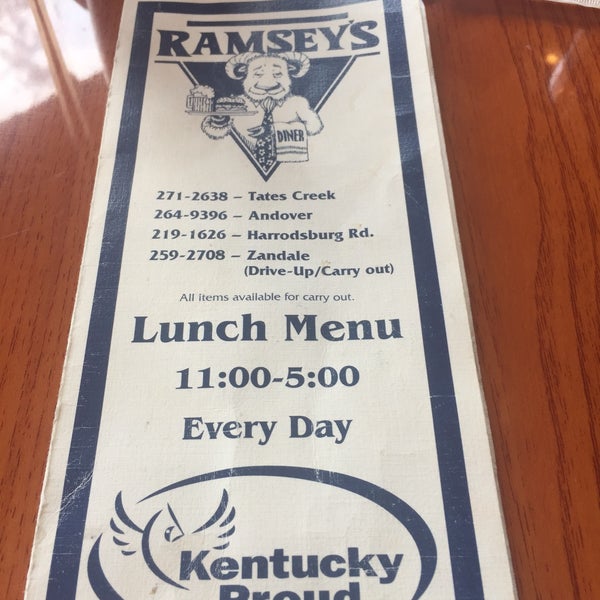 RAMSEY'S
DINER
271-2638 – Tates Creek
264-9396 – Andover
219-1626 – Harrodsburg Rd.
259-2708 – Zandale
(Drive-Up/Carry out)
All items available for carry out.
Lunch Menu
11:00-5:00
Every Day
Kentucky
Proud